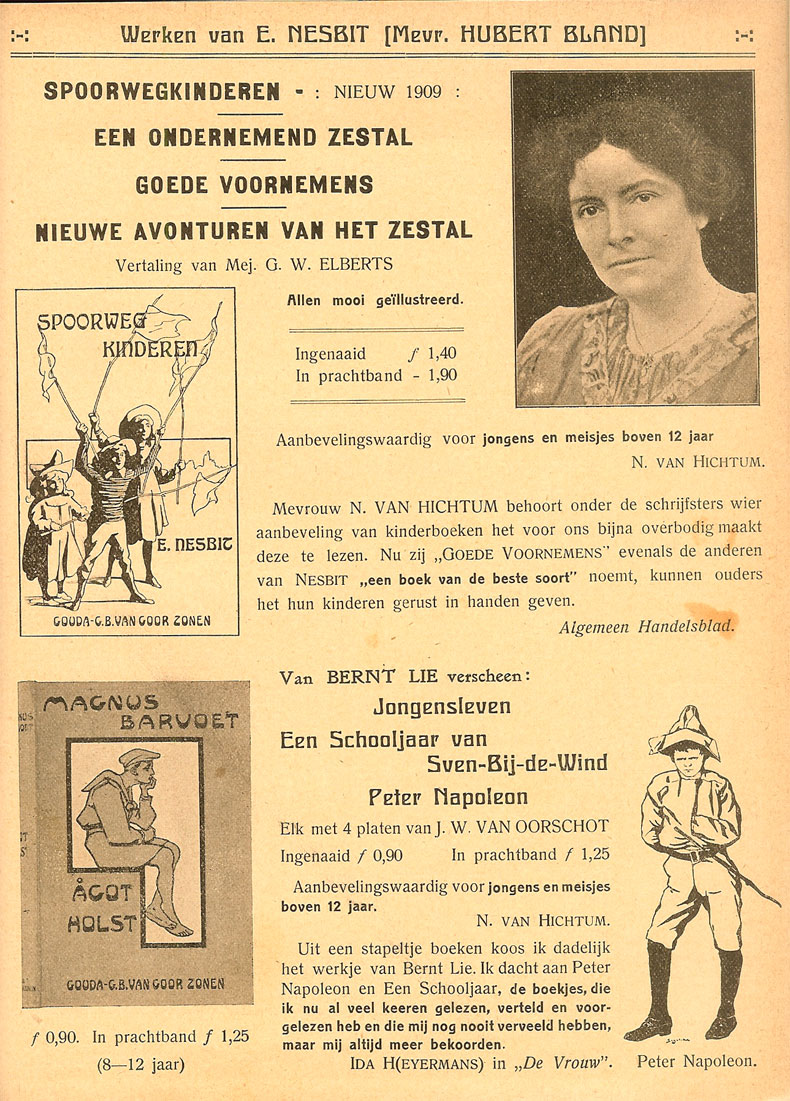 :-: Werken van E. NESBIT [Mevr. HUBERT BLAND] :-:
SPOORWEGKINDEREN - : NIEUW 1909 :
EEN ONDERNEMEND ZESTAL
GOEDE VOORNEMENS
NIEUWE AVONTUREN VAN HET ZESTAL
Vertaling van Mej. G. W. ELBERTS
SPOORWEG
KINDEREN
E. NESBIT
GOUDA-G.B. VAN GOOR ZONEN
Allen mooi geïllustreerd.
Ingenaaid f 1,40
In prachtband - 1,90
Aanbevelingswaardig voor jongens en meisjes boven 12 jaar
N. VAN HICHTUM.
Mevrouw N. VAN HICHTUM behoort onder de schrijfsters wier
aanbeveling van kinderboeken het voor ons bijna overbodig maakt
deze te lezen. Nu zij „GOEDE VOORNEMENS" evenals de anderen
van NESBIT „een boek van de beste soort" noemt, kunnen ouders
het hun kinderen gerust in handen geven.
Algemeen Handelsblad.
MAGNUS
BARVOET
ÅGOT
HOLST
GOUDA-G.B. VAN GOOR ZONEN
f 0,90. In prachtband f 1,25
(8—12 jaar)
Van BERNT LIE verscheen:
Jongensleven
Een Schooljaar van
Sven-Bij-de-Wind
Peter Napoleon
Elk met 4 platen van J. W. VAN OORSCHOT
Ingenaaid f 0,90 In prachtband f 1,25
Aanbevelingswaardig voor jongens en meisjes
boven 12 jaar.
N. VAN HICHTUM.
Uit een stapeltje boeken koos ik dadelijk
het werkje van Bernt Lie. Ik dacht aan Peter
Napoleon en Een Schooljaar, de boekjes, die
ik nu al veel keeren gelezen, verteld en voor-
gelezen heb en die mij nog nooit verveeld hebben,
maar mij altijd meer bekoorden.
IDA H(EYERMANS) in „De Vrouw".
Peter Napoleon.